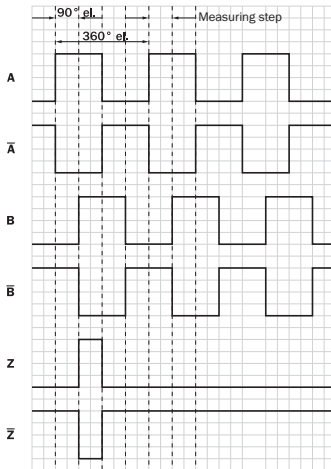 90° el.
Measuring step
360° el.
A
A̅
B
B̅
Z
Z̅